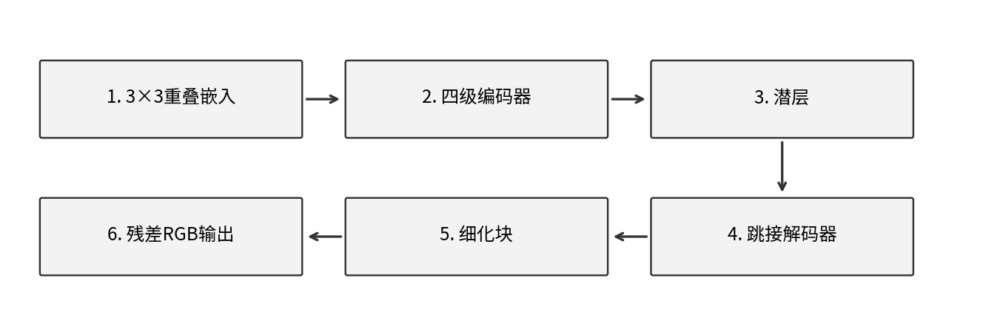 1. 3×3重叠嵌入
2. 四级编码器
3. 潜层
4. 跳接解码器
5. 细化块
6. 残差RGB输出